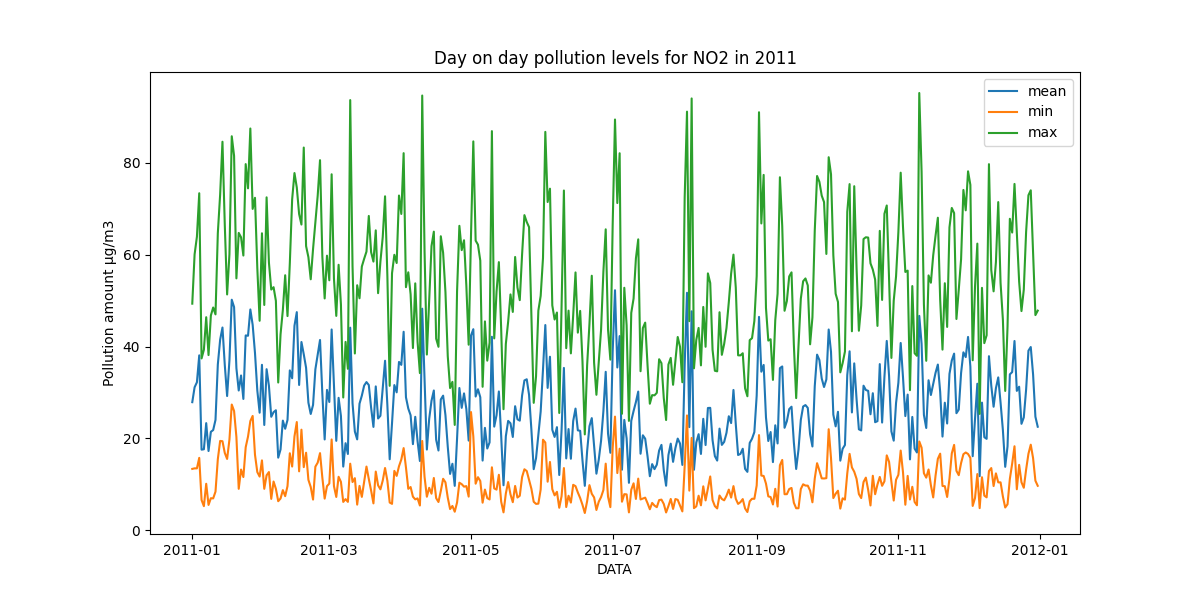 Day on day pollution levels for NO2 in 2011
mean
min
max
Pollution amount µg/m3
80
60
40
20
0
2011-01
2011-03
2011-05
2011-07
2011-09
2011-11
2012-01
DATA